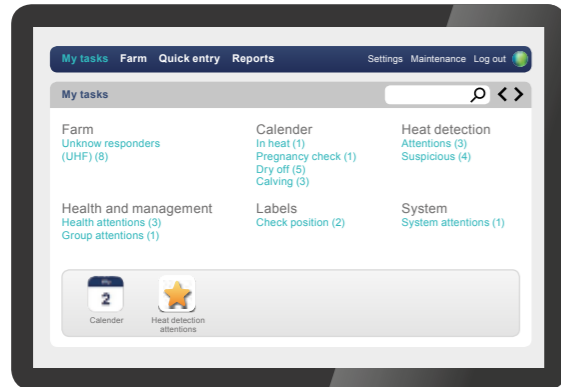 My tasks Farm Quick entry Reports Settings Maintenance Log out
My tasks
Farm
Unknow responders
(UHF) (8)
Calender
In heat (1)
Pregnancy check (1)
Dry off (5)
Calving (3)
Heat detection
Attentions (3)
Suspicious (4)
Health and management
Health attentions (3)
Group attentions (1)
Labels
Check position (2)
System
System attentions (1)
2
Calender
Heat detection
attentions